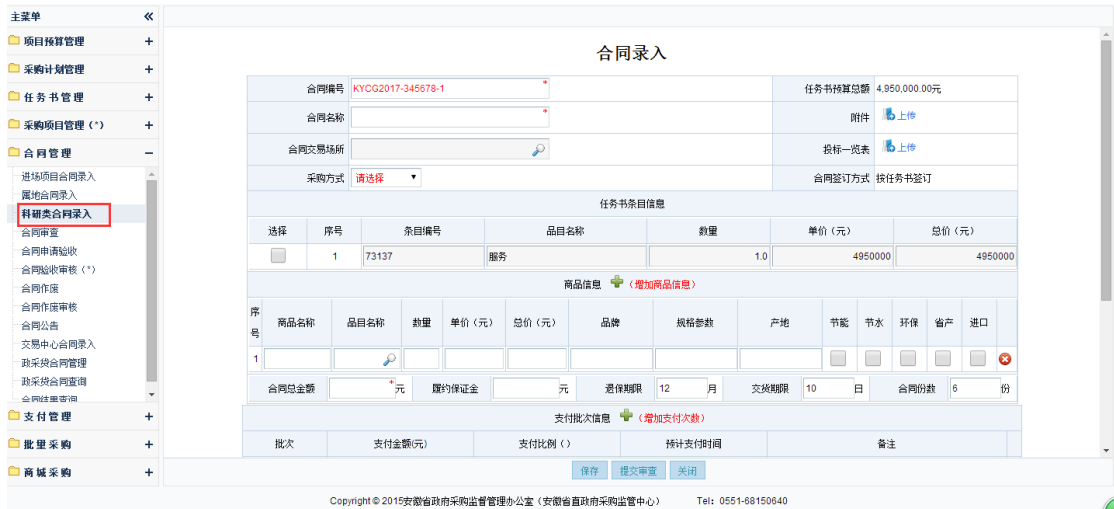 主菜单 «
项目预算管理 +
采购计划管理 +
任务书管理 +
采购项目管理 (*) +
合同管理 −
进场项目合同录入
属地合同录入
科研类合同录入
合同审查
合同申请验收
合同验收审核 (*)
合同作废
合同作废审核
合同公告
交易中心合同录入
政采贷合同管理
政采贷合同查询
合同结果查询
支付管理 +
批量采购 +
商城采购 +
合同录入
合同编号 KYCG2017-345678-1 * 任务书预算总额 4,950,000.00元
合同名称 * 附件 上传
合同交易场所 投标一览表 上传
采购方式 请选择 ▼ 合同签订方式 按任务书签订
任务书条目信息
选择 序号 条目编号 品目名称 数量 单价(元) 总价(元)
1 73137 服务 1.0 4950000 4950000
商品信息 (增加商品信息)
序号 商品名称 品目名称 数量 单价(元) 总价(元) 品牌 规格参数 产地 节能 节水 环保 省产 进口
1
合同总金额 * 元 履约保证金 元 退保期限 12 月 交货期限 10 日 合同份数 6 份
支付批次信息 (增加支付次数)
批次 支付金额(元) 支付比例() 预计支付时间 备注
保存 提交审查 关闭
Copyright © 2015安徽省政府采购监督管理办公室(安徽省直政府采购监管中心) Tel: 0551-68150640